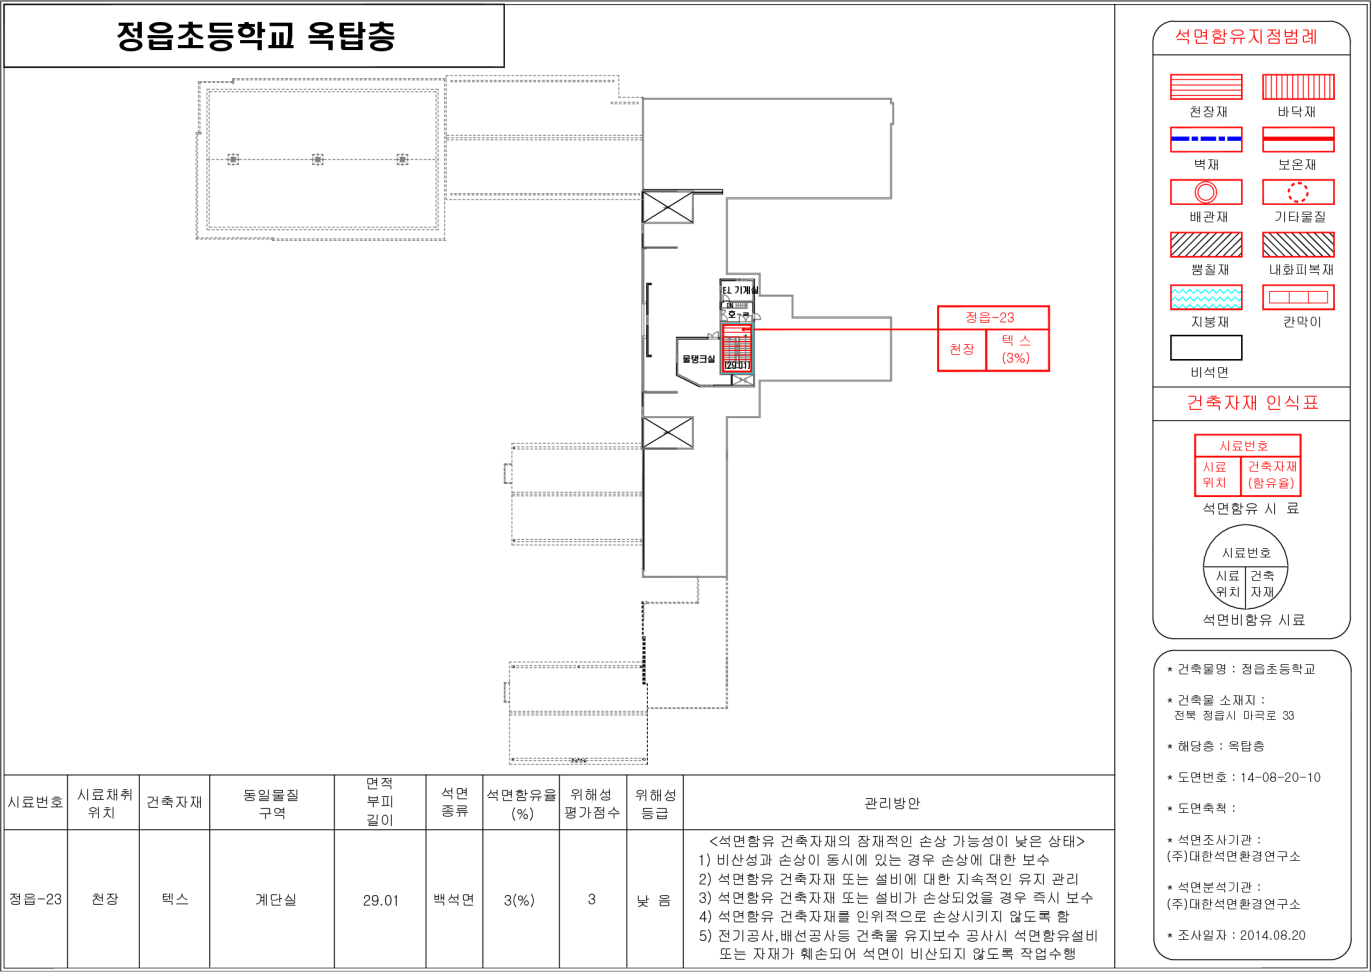 정읍초등학교 옥탑층
E.L 기계실
물탱크실
(29.01)
정읍-23
천장
텍 스
(3%)
석면함유지점범례
천장재
바닥재
벽재
보온재
배관재
기타물질
뿜칠재
내화피복재
지붕재
칸막이
비석면
건축자재 인식표
시료번호
시료
위치
건축자재
(함유율)
석면함유 시 료
시료번호
시료
위치
건축
자재
석면비함유 시료
* 건축물명 : 정읍초등학교
* 건축물 소재지 :
전북 정읍시 마곡로 33
* 해당층 : 옥탑층
* 도면번호 : 14-08-20-10
* 도면축척 :
* 석면조사기관 :
(주)대한석면환경연구소
* 석면분석기관 :
(주)대한석면환경연구소
* 조사일자 : 2014.08.20
시료번호
시료채취
위치
건축자재
동일물질
구역
면적
부피
길이
석면
종류
석면함유율
(%)
위해성
평가점수
위해성
등급
관리방안
정읍-23
천장
텍스
계단실
29.01
백석면
3(%)
3
낮 음
<석면함유 건축자재의 잠재적인 손상 가능성이 낮은 상태>
1) 비산성과 손상이 동시에 있는 경우 손상에 대한 보수
2) 석면함유 건축자재 또는 설비에 대한 지속적인 유지 관리
3) 석면함유 건축자재 또는 설비가 손상되었을 경우 즉시 보수
4) 석면함유 건축자재를 인위적으로 손상시키지 않도록 함
5) 전기공사,배선공사등 건축물 유지보수 공사시 석면함유설비
또는 자재가 훼손되어 석면이 비산되지 않도록 작업수행